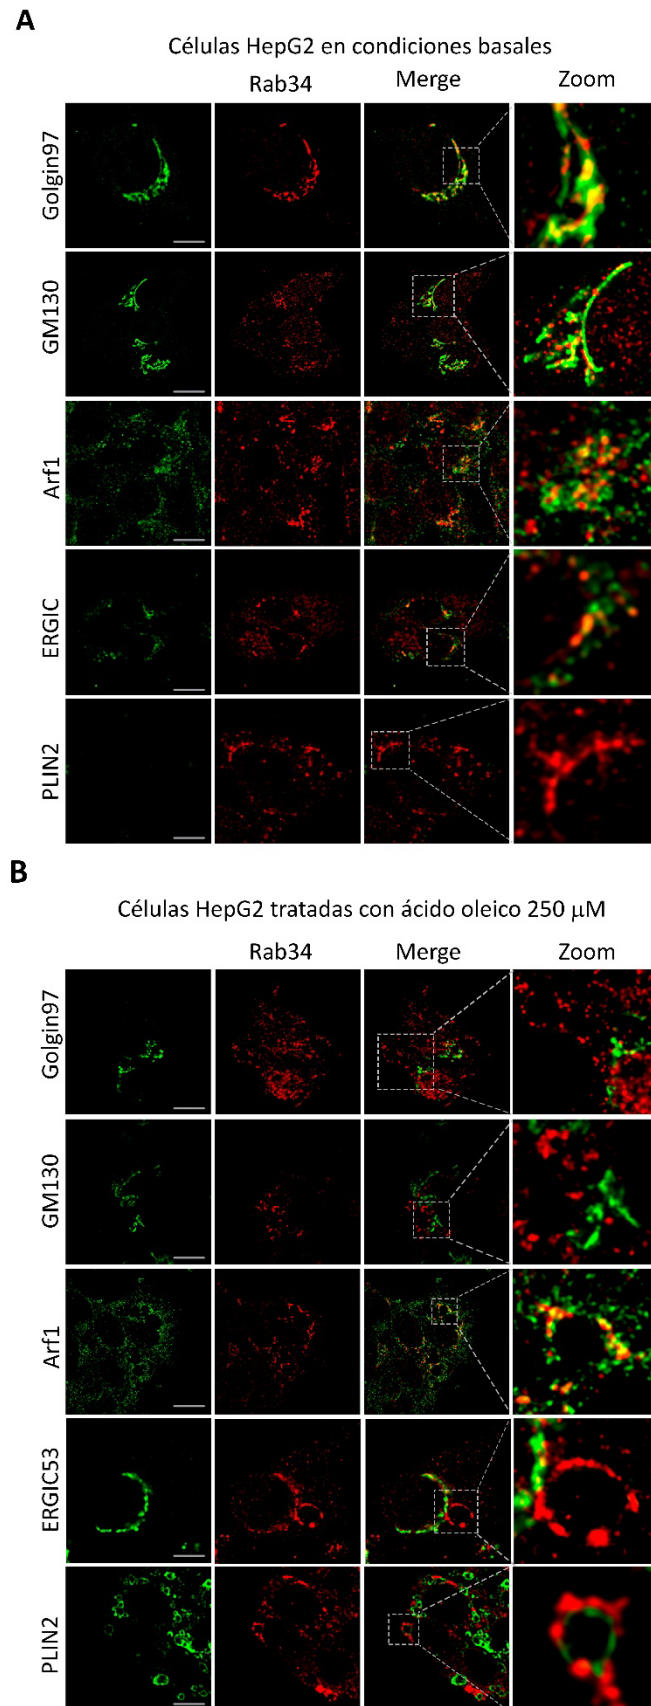 A
Células HepG2 en condiciones basales
Rab34 Merge Zoom
Golgin97
GM130
Arf1
ERGIC
PLIN2
B
Células HepG2 tratadas con ácido oleico 250 µM
Rab34 Merge Zoom
Golgin97
GM130
Arf1
ERGIC53
PLIN2